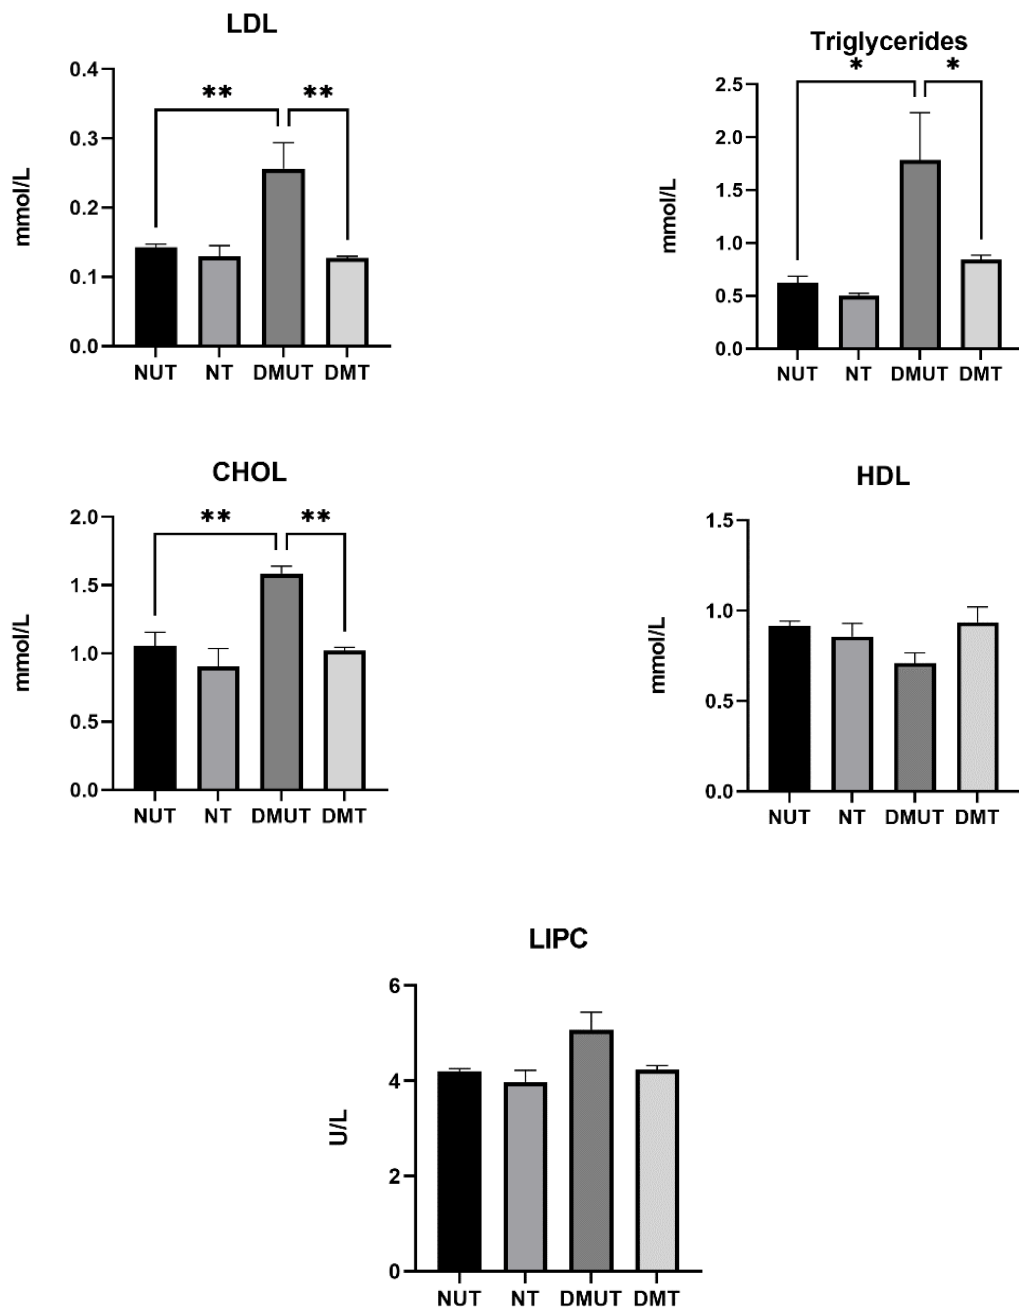 LDL
mmol/L
0.4
0.3
0.2
0.1
0.0
** **
NUT NT DMUT DMT
Triglycerides
mmol/L
2.5
2.0
1.5
1.0
0.5
0.0
* *
NUT NT DMUT DMT
CHOL
mmol/L
2.0
1.5
1.0
0.5
0.0
** **
NUT NT DMUT DMT
HDL
mmol/L
1.5
1.0
0.5
0.0
NUT NT DMUT DMT
LIPC
U/L
6
4
2
0
NUT NT DMUT DMT